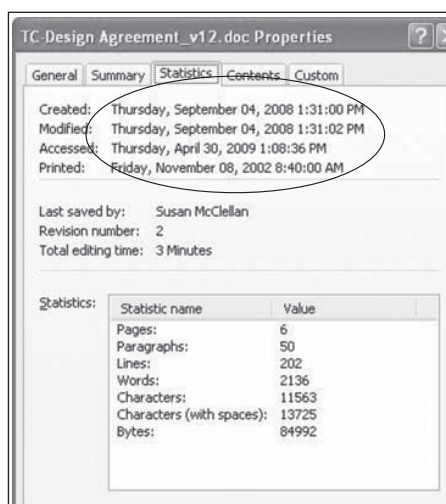 TC-Design Agreement_v12.doc Properties
General Summary Statistics Contents Custom
Created: Thursday, September 04, 2008 1:31:00 PM
Modified: Thursday, September 04, 2008 1:31:02 PM
Accessed: Thursday, April 30, 2009 1:08:36 PM
Printed: Friday, November 08, 2002 8:40:00 AM
Last saved by: Susan McClellan
Revision number: 2
Total editing time: 3 Minutes
Statistics: Statistic name Value
Pages: 6
Paragraphs: 50
Lines: 202
Words: 2136
Characters: 11563
Characters (with spaces): 13725
Bytes: 84992